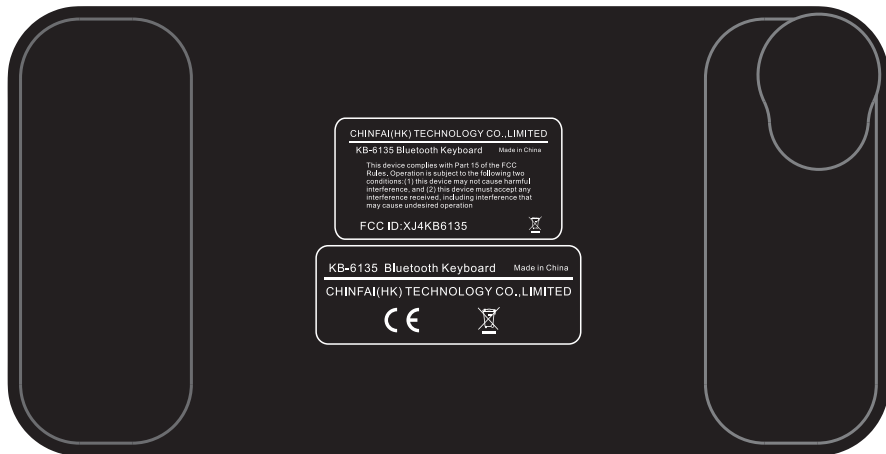 CHINFAI(HK) TECHNOLOGY CO.,LIMITED
KB-6135 Bluetooth Keyboard Made in China
This device complies with Part 15 of the FCC
Rules. Operation is subject to the following two
conditions:(1) this device may not cause harmful
interference, and (2) this device must accept any
interference received, including interference that
may cause undesired operation
FCC ID:XJ4KB6135
KB-6135 Bluetooth Keyboard Made in China
CHINFAI(HK) TECHNOLOGY CO.,LIMITED
CE